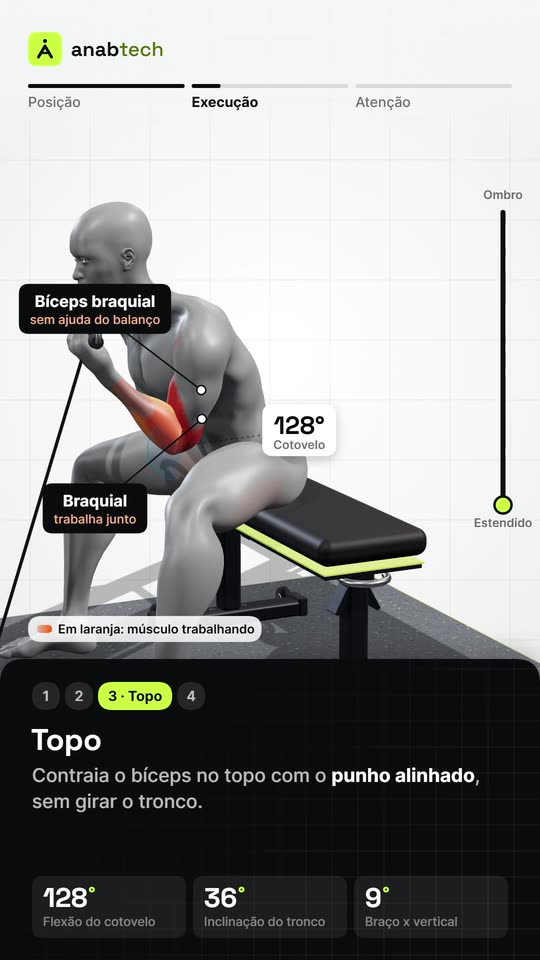 anabtech
Posição
Execução
Atenção
Ombro
Bíceps braquial
sem ajuda do balanço
128°
Cotovelo
Braquial
trabalha junto
Estendido
Em laranja: músculo trabalhando
1
2
3 · Topo
4
Topo
Contraia o bíceps no topo com o punho alinhado,
sem girar o tronco.
128°
Flexão do cotovelo
36°
Inclinação do tronco
9°
Braço x vertical